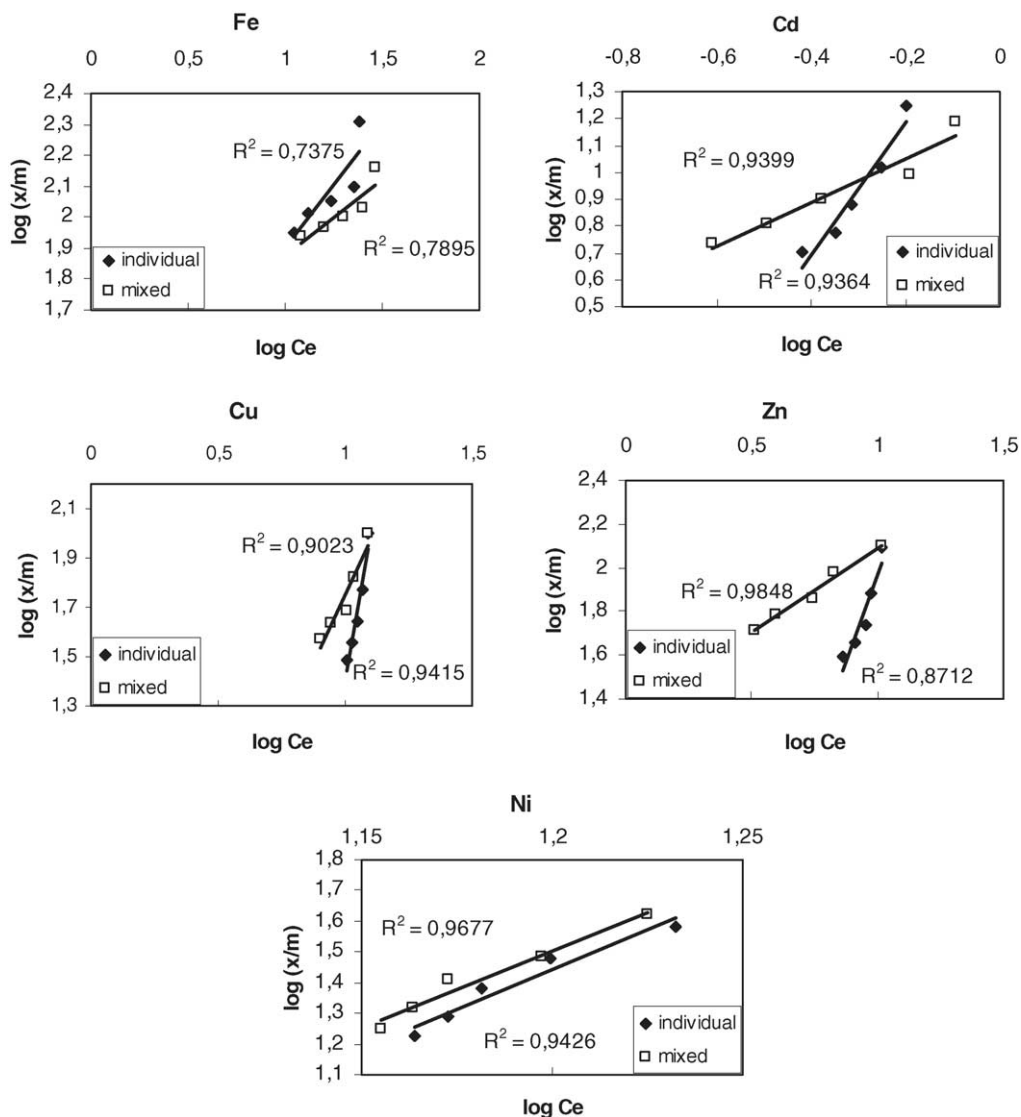 Fe
0 0,5 1 1,5 2
2,4
2,3
2,2
2,1
2
1,9
1,8
1,7
log (x/m)
R² = 0,7375
R² = 0,7895
individual
mixed
log Ce
Cd
-0,8 -0,6 -0,4 -0,2 0
1,3
1,2
1,1
1
0,9
0,8
0,7
0,6
0,5
log (x/m)
R² = 0,9399
R² = 0,9364
individual
mixed
log Ce
Cu
0 0,5 1 1,5
2,1
1,9
1,7
1,5
1,3
log (x/m)
R² = 0,9023
R² = 0,9415
individual
mixed
log Ce
Zn
0 0,5 1 1,5
2,4
2,2
2
1,8
1,6
1,4
log (x/m)
R² = 0,9848
R² = 0,8712
individual
mixed
log Ce
Ni
1,15 1,2 1,25
1,8
1,7
1,6
1,5
1,4
1,3
1,2
1,1
log (x/m)
R² = 0,9677
R² = 0,9426
individual
mixed
log Ce